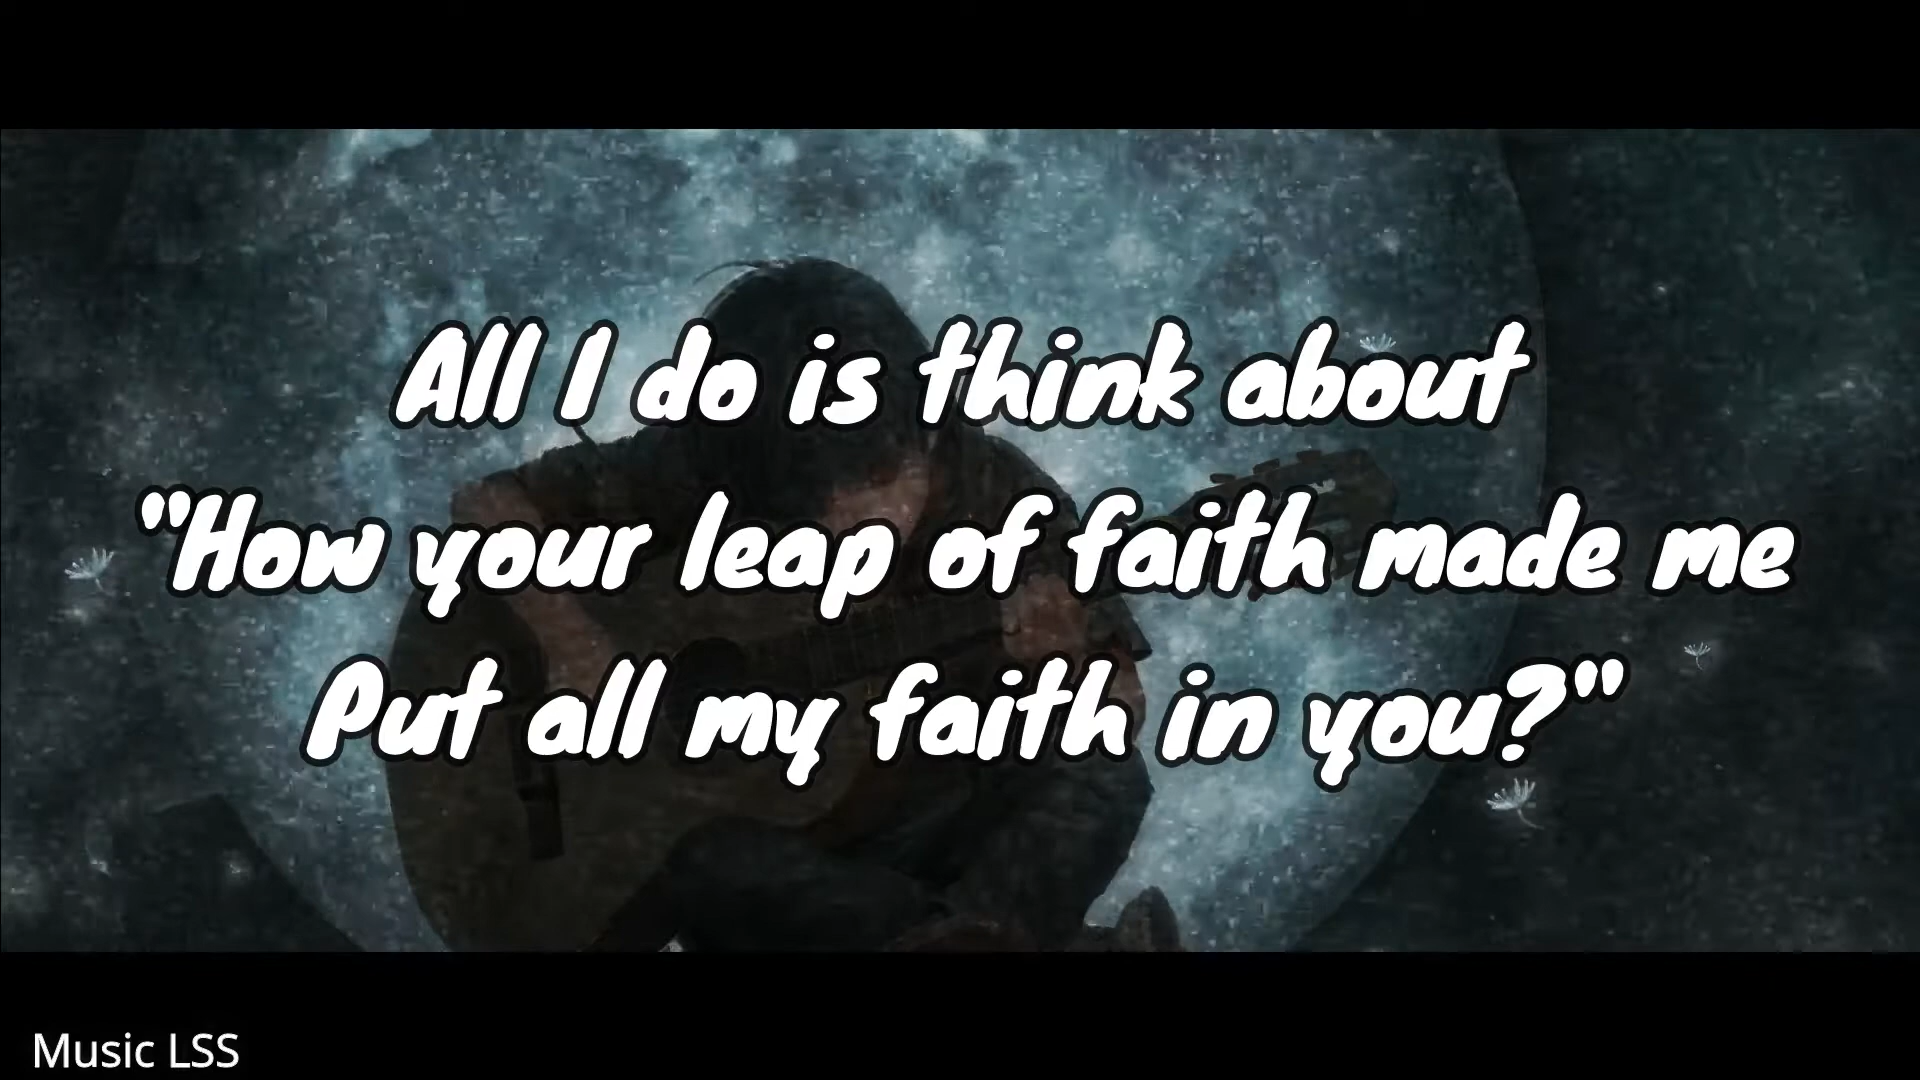 All I do is think about
"How your leap of faith made me
Put all my faith in you?"
Music LSS